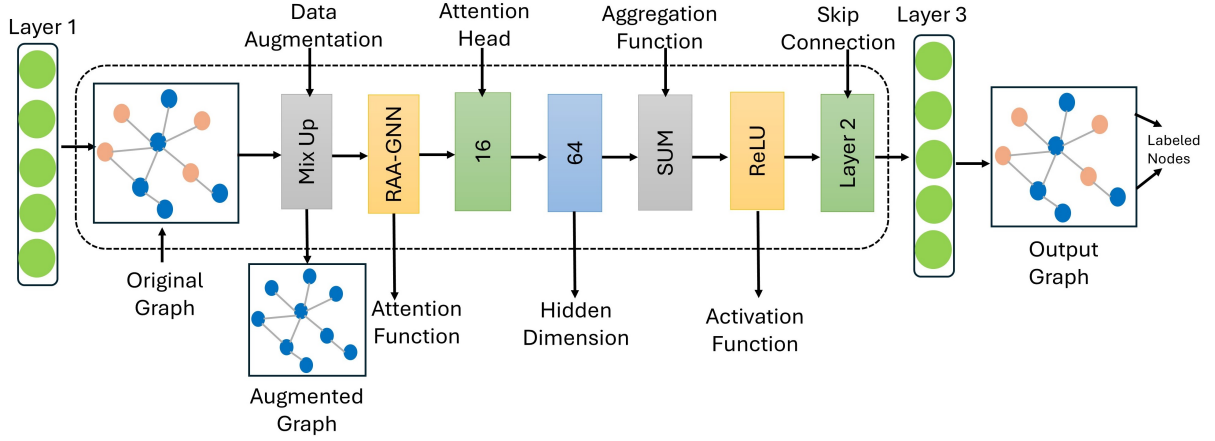 Layer 1
Data
Augmentation
Attention
Head
Aggregation
Function
Skip
Connection
Layer 3
Mix Up
RAA-GNN
16
64
SUM
ReLU
Layer 2
Labeled
Nodes
Original
Graph
Attention
Function
Hidden
Dimension
Activation
Function
Output
Graph
Augmented
Graph